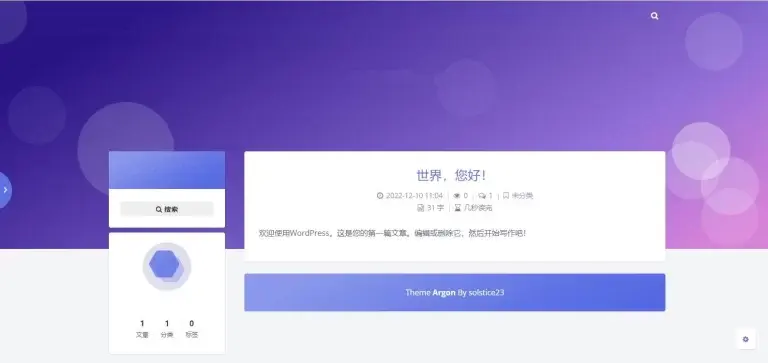 搜索
1 1 0
文章 分类 标签
世界，您好！
2022-12-10 11:04 | 0 | 1 | 未分类
31 字 | 几秒读完
欢迎使用WordPress。这是您的第一篇文章。编辑或删除它，然后开始写作吧！
Theme Argon By solstice23